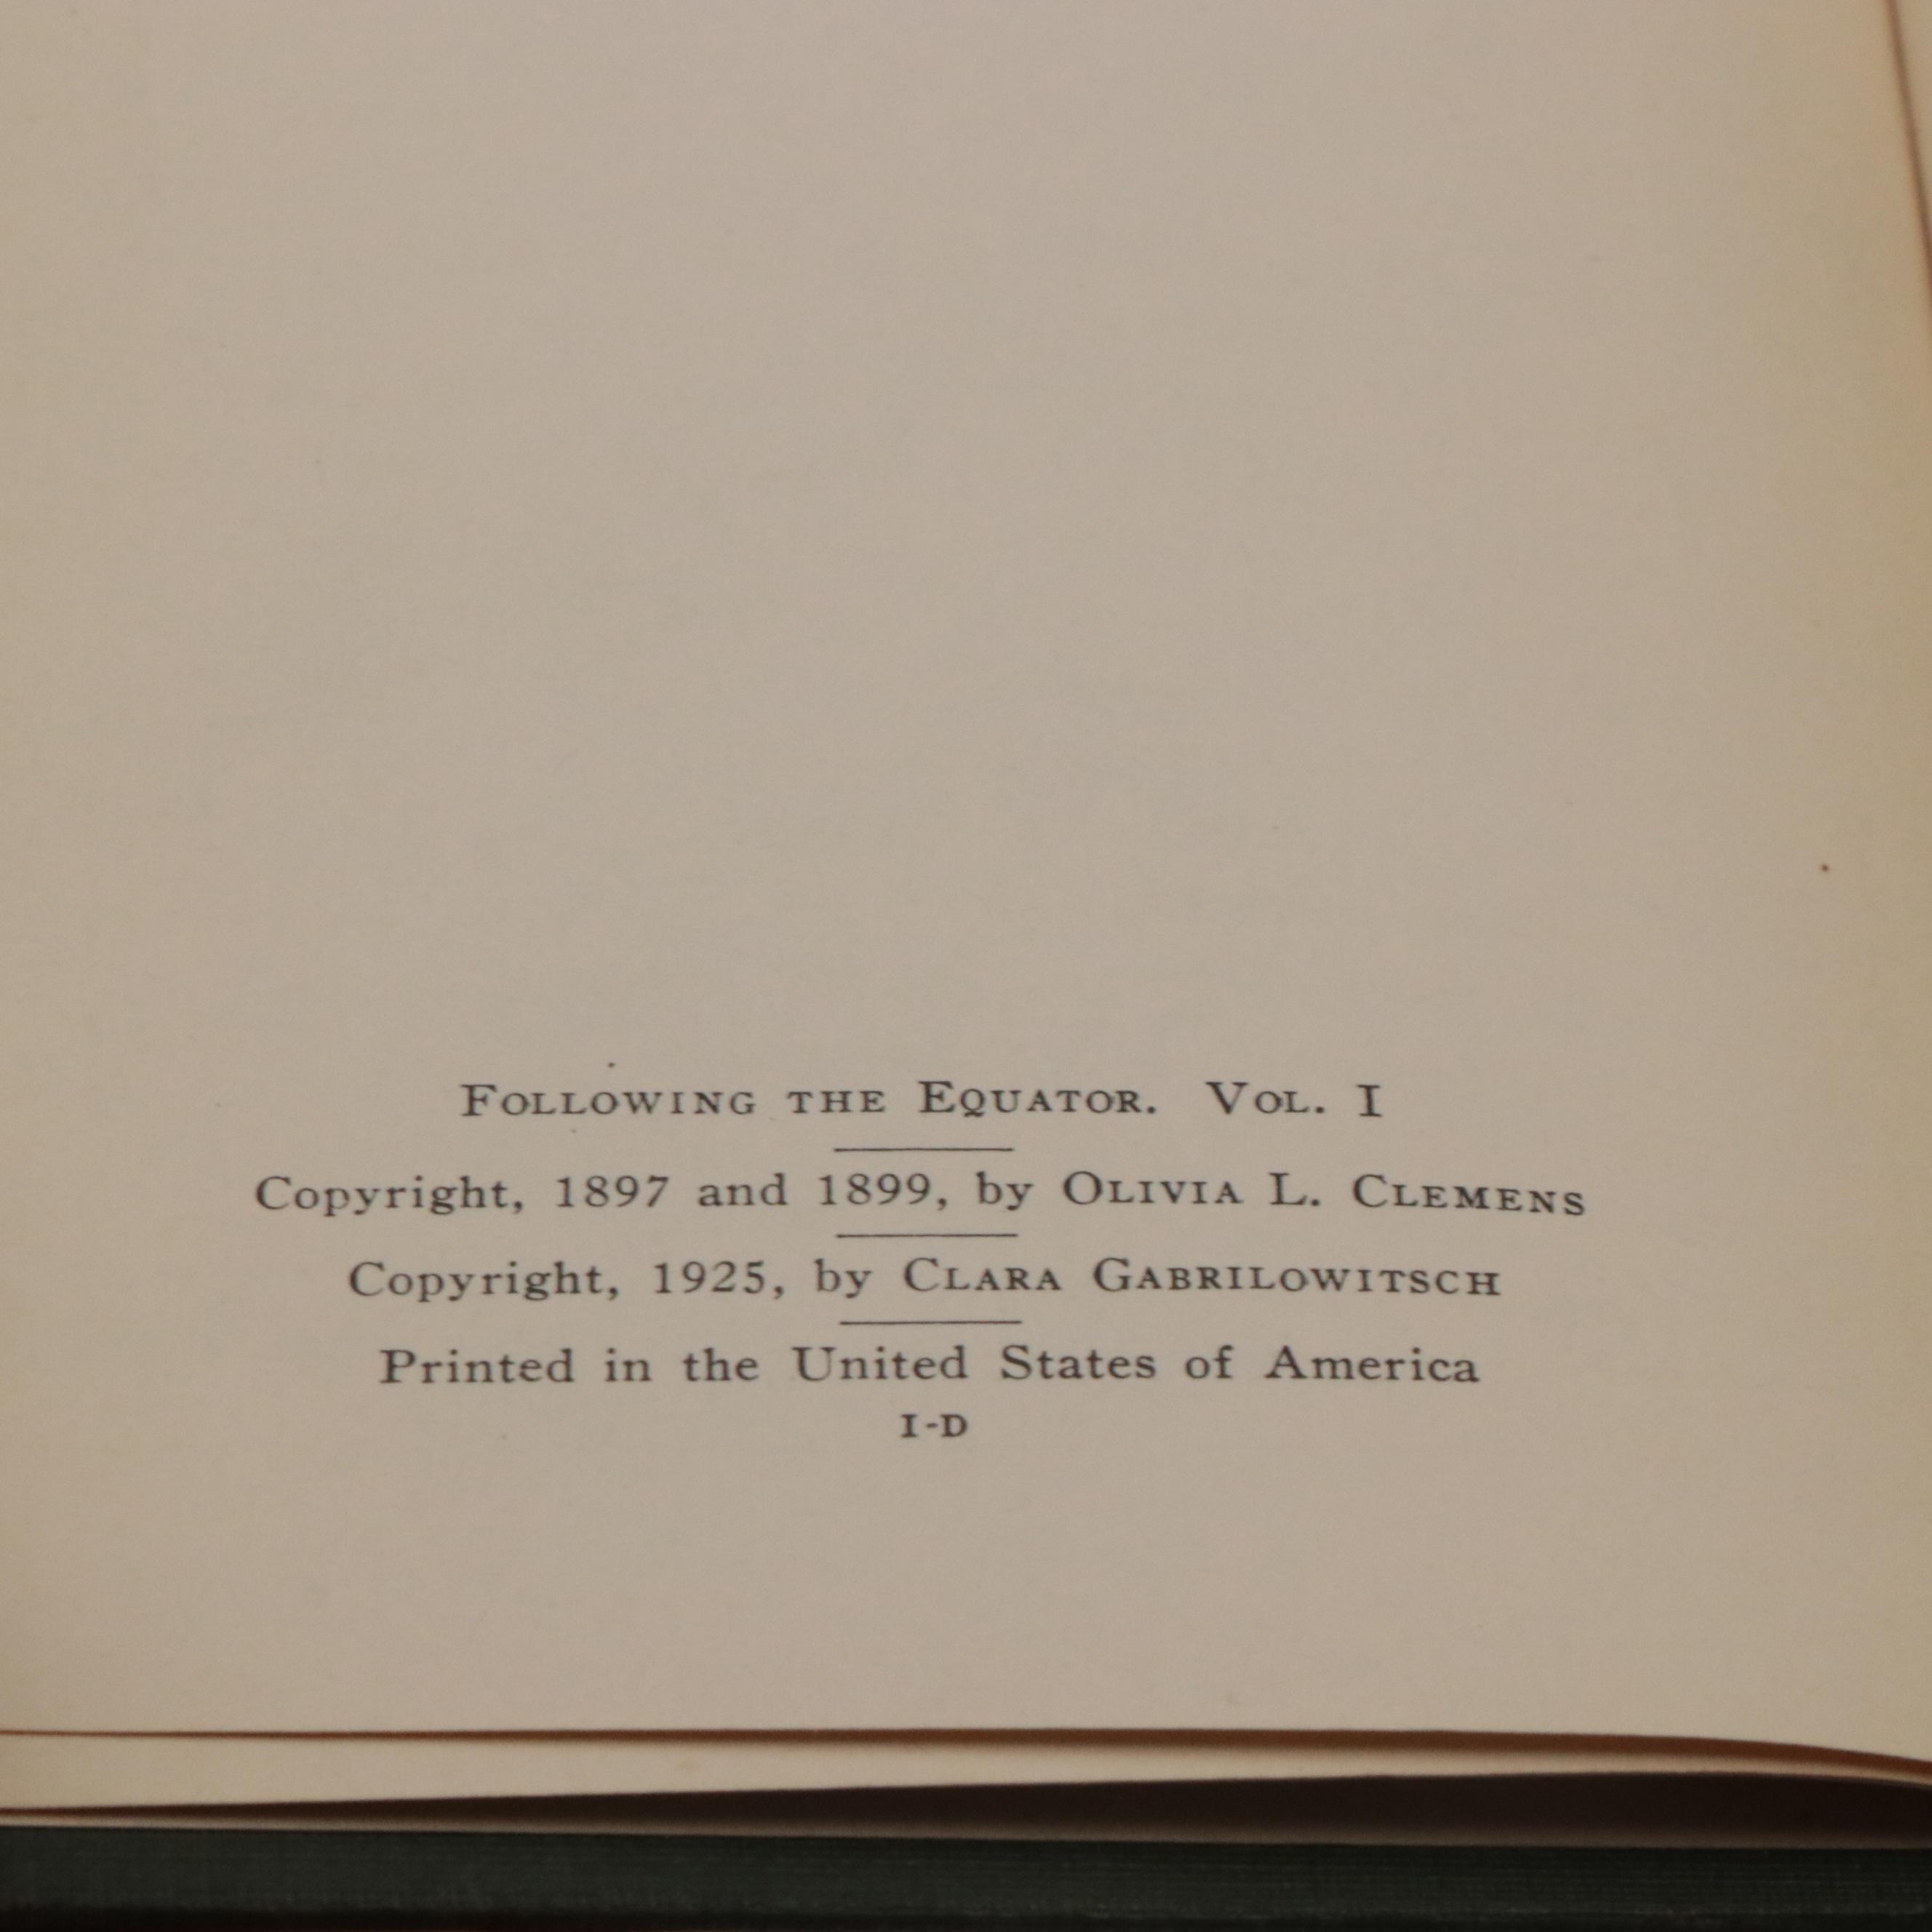 Following the Equator. Vol. I
Copyright, 1897 and 1899, by Olivia L. Clemens
Copyright, 1925, by Clara Gabrilowitsch
Printed in the United States of America
I-D